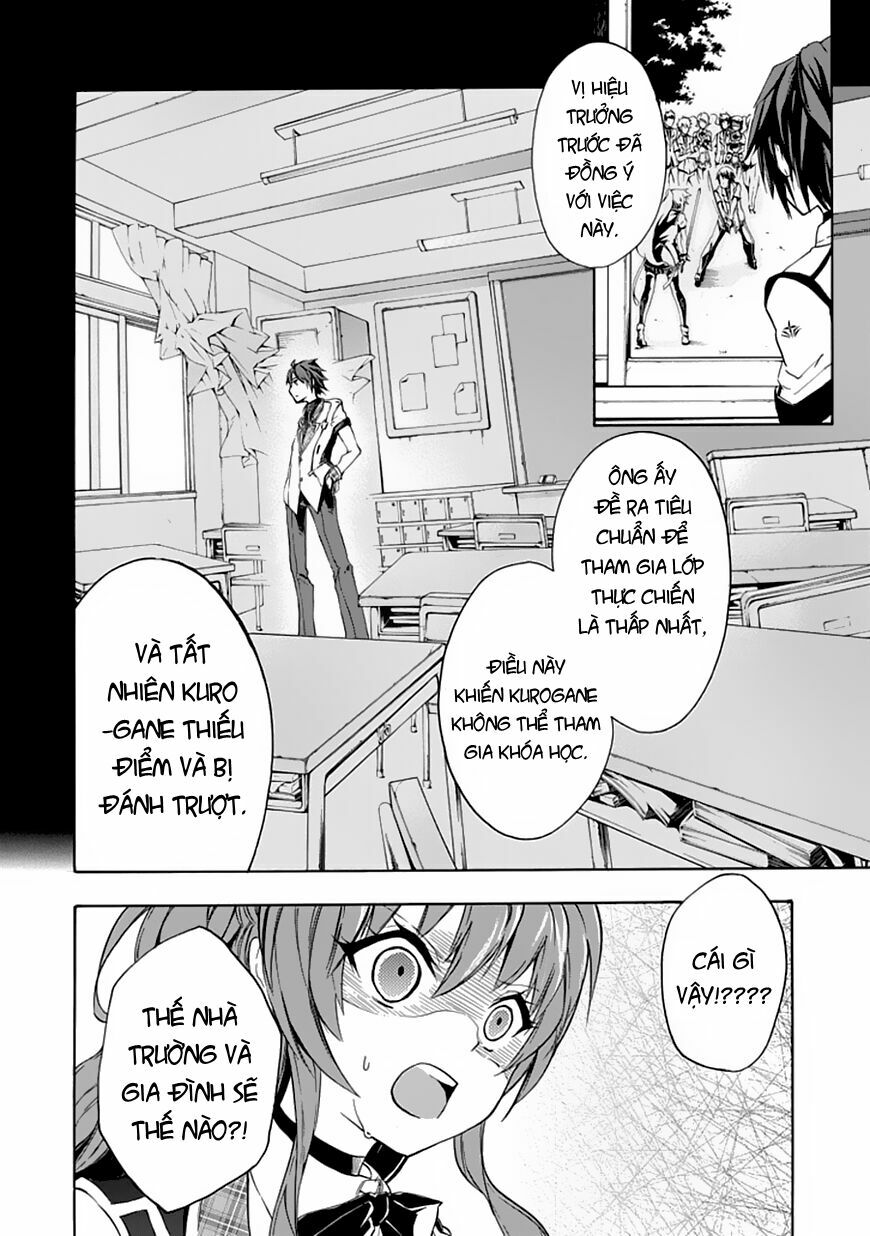 VỊ HIỆU
TRƯỞNG
TRƯỚC ĐÃ
ĐỒNG Ý
VỚI VIỆC
NÀY.
ÔNG ẤY
ĐỀ RA TIÊU
CHUẨN ĐỂ
THAM GIA LỚP
THỰC CHIẾN
LÀ THẤP NHẤT,
ĐIỀU NÀY
KHIẾN KUROGANE
KHÔNG THỂ THAM
GIA KHÓA HỌC.
VÀ TẤT
NHIÊN KURO
-GANE THIẾU
ĐIỂM VÀ BỊ
ĐÁNH TRƯỢT.
CÁI GÌ
VẬY!????
THẾ NHÀ
TRƯỜNG VÀ
GIA ĐÌNH SẼ
THẾ NÀO?!